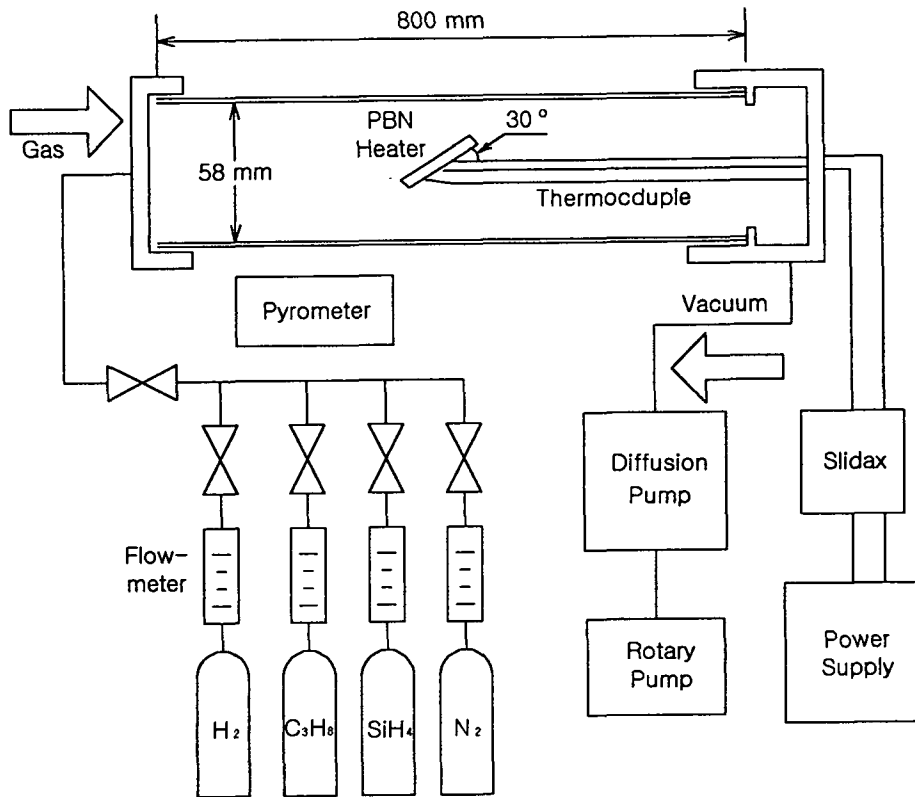 800 mm
Gas
PBN
Heater
30 °
58 mm
Thermocduple
Pyrometer
Vacuum
Diffusion
Pump
Slidax
Flow-
meter
Rotary
Pump
Power
Supply
H₂
C₃H₈
SiH₄
N₂